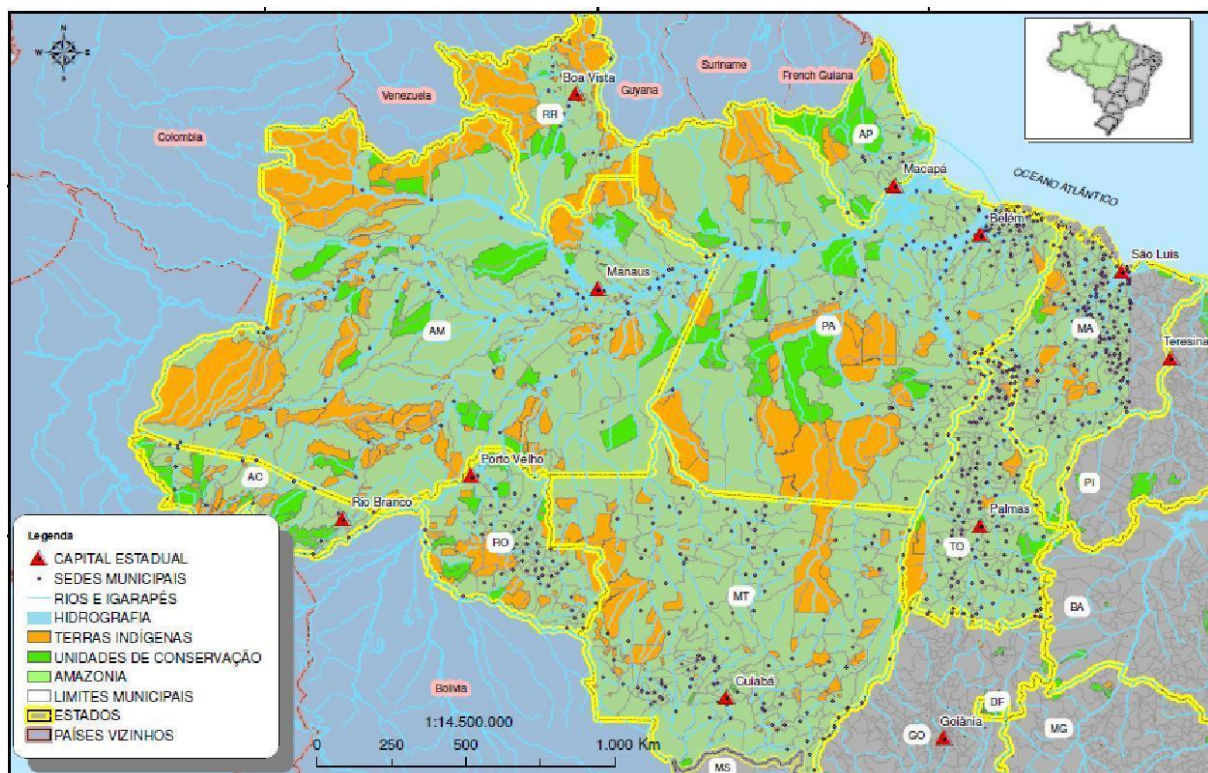 N
W E
S
Suriname
French Guiana
Boa Vista
Guyana
Venezuela
RR
AP
Colombia
Macapá
OCEANO ATLÂNTICO
Belém
São Luis
Manaus
AM
PA
MA
Teresina
Porto Velho
AC
PI
Rio Branco
Palmas
RO
TO
MT
BA
Cuiabá
Bolivia
DF
Goiânia
GO
MG
MS
Legenda
CAPITAL ESTADUAL
SEDES MUNICIPAIS
RIOS E IGARAPÉS
HIDROGRAFIA
TERRAS INDÍGENAS
UNIDADES DE CONSERVAÇÃO
AMAZONIA
LIMITES MUNICIPAIS
ESTADOS
PAÍSES VIZINHOS
1:14.500.000
0 250 500 1.000 Km